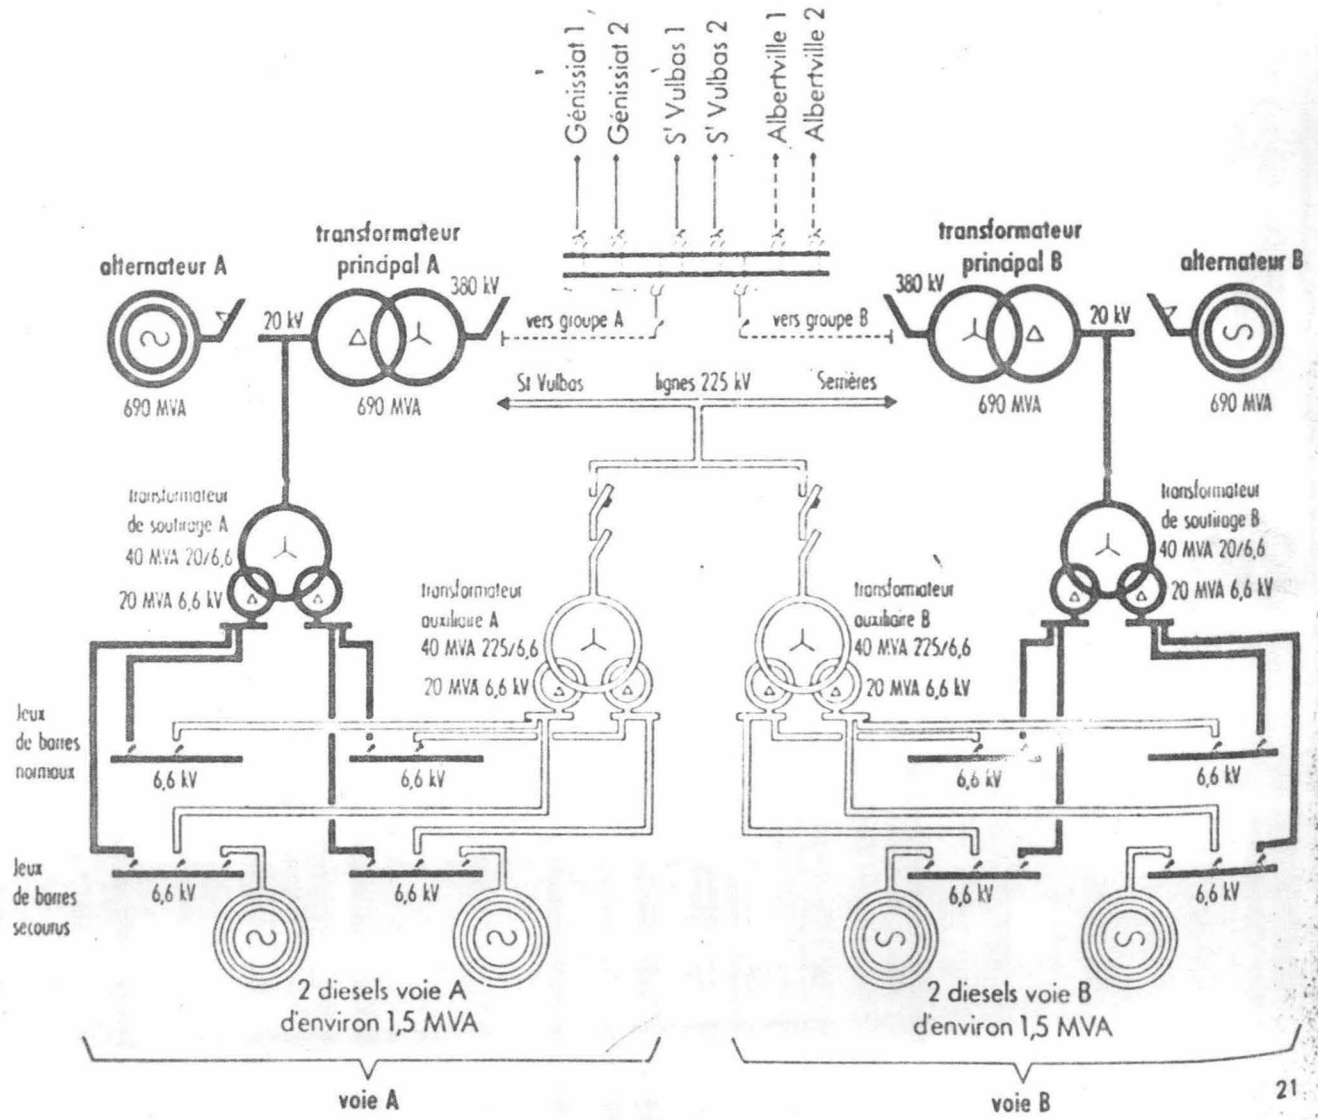 Génissiat 1
Génissiat 2
St Vulbas 1
St Vulbas 2
Albertville 1
Albertville 2
alternateur A
transformateur
principal A
380 kV
20 kV
690 MVA
690 MVA
vers groupe A
vers groupe B
transformateur
principal B
alternateur B
380 kV
20 kV
690 MVA
690 MVA
St Vulbas
lignes 225 kV
Serrières
transformateur
de soutirage A
40 MVA 20/6,6
20 MVA 6,6 kV
transformateur
auxiliaire A
40 MVA 225/6,6
20 MVA 6,6 kV
transformateur
auxiliaire B
40 MVA 225/6,6
20 MVA 6,6 kV
transformateur
de soutirage B
40 MVA 20/6,6
20 MVA 6,6 kV
Jeux
de barres
normaux
6,6 kV
6,6 kV
6,6 kV
6,6 kV
Jeux
de barres
secourus
6,6 kV
6,6 kV
6,6 kV
6,6 kV
2 diesels voie A
d'environ 1,5 MVA
2 diesels voie B
d'environ 1,5 MVA
voie A
voie B
21